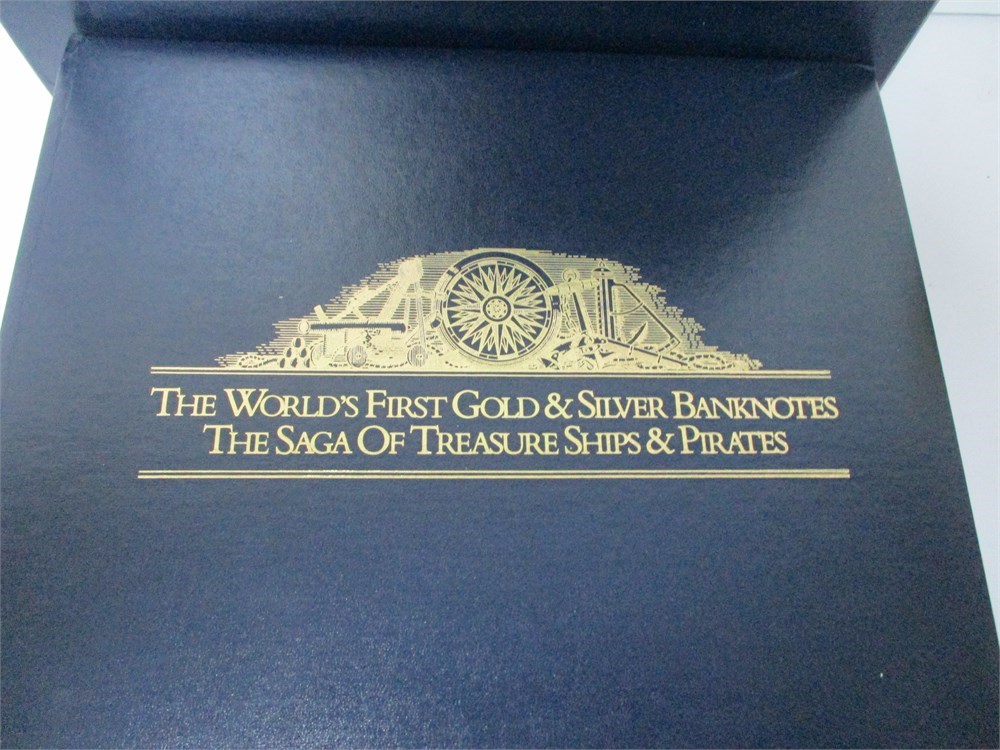 The World's First Gold & Silver Banknotes
The Saga Of Treasure Ships & Pirates